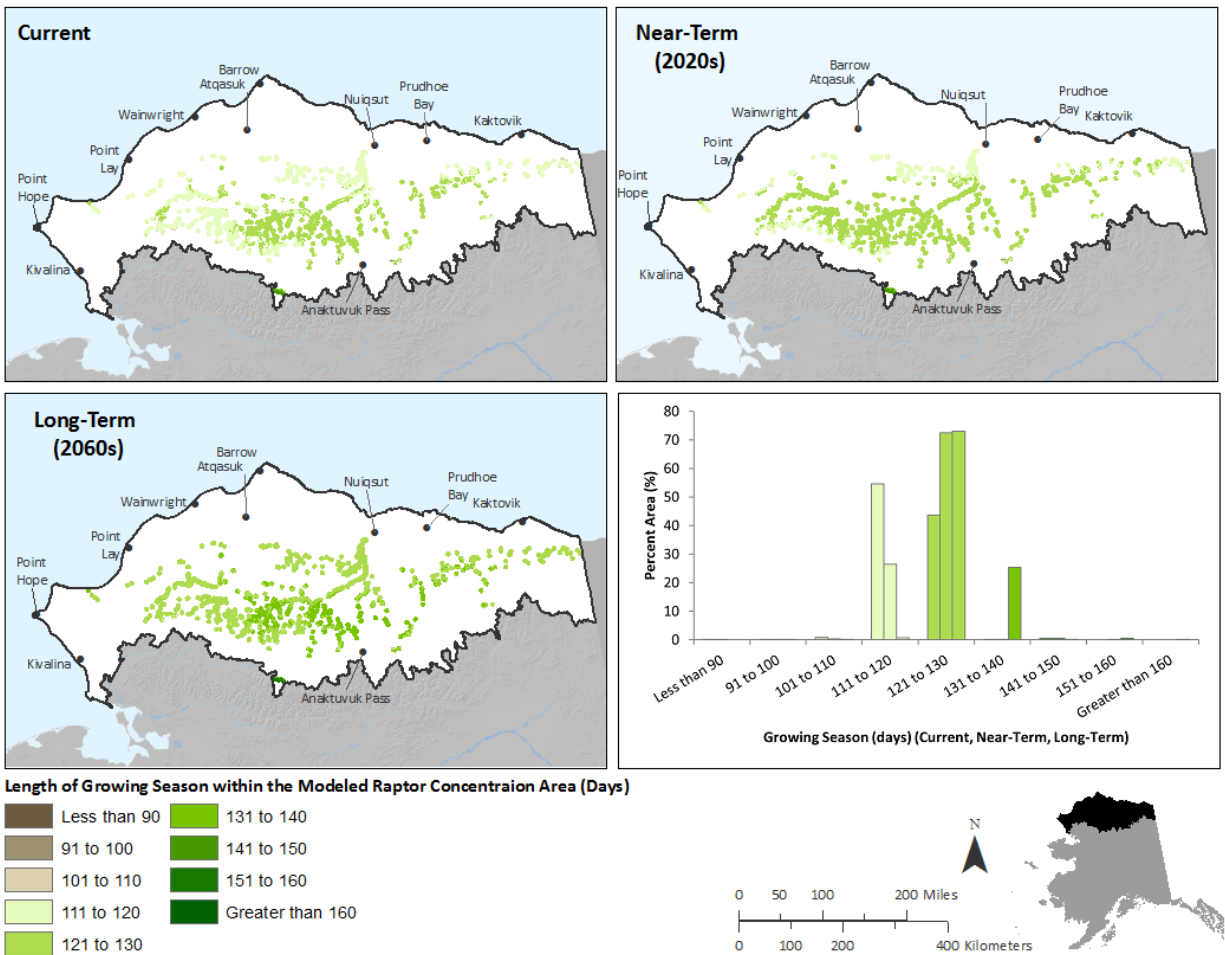 Current
Barrow
Atqasuk
Wainwright
Nuiqsut
Prudhoe
Bay
Kaktovik
Point
Lay
Point
Hope
Kivalina
Anaktuvuk Pass
Near-Term
(2020s)
Barrow
Atqasuk
Wainwright
Nuiqsut
Prudhoe
Bay
Kaktovik
Point
Lay
Point
Hope
Kivalina
Anaktuvuk Pass
Long-Term
(2060s)
Barrow
Atqasuk
Wainwright
Nuiqsut
Prudhoe
Bay
Kaktovik
Point
Lay
Point
Hope
Kivalina
Anaktuvuk Pass
Percent Area (%)
80
70
60
50
40
30
20
10
0
Less than 90
91 to 100
101 to 110
111 to 120
121 to 130
131 to 140
141 to 150
151 to 160
Greater than 160
Growing Season (days) (Current, Near-Term, Long-Term)
Length of Growing Season within the Modeled Raptor Concentraion Area (Days)
Less than 90
91 to 100
101 to 110
111 to 120
121 to 130
131 to 140
141 to 150
151 to 160
Greater than 160
N
0 50 100 200 Miles
0 100 200 400 Kilometers